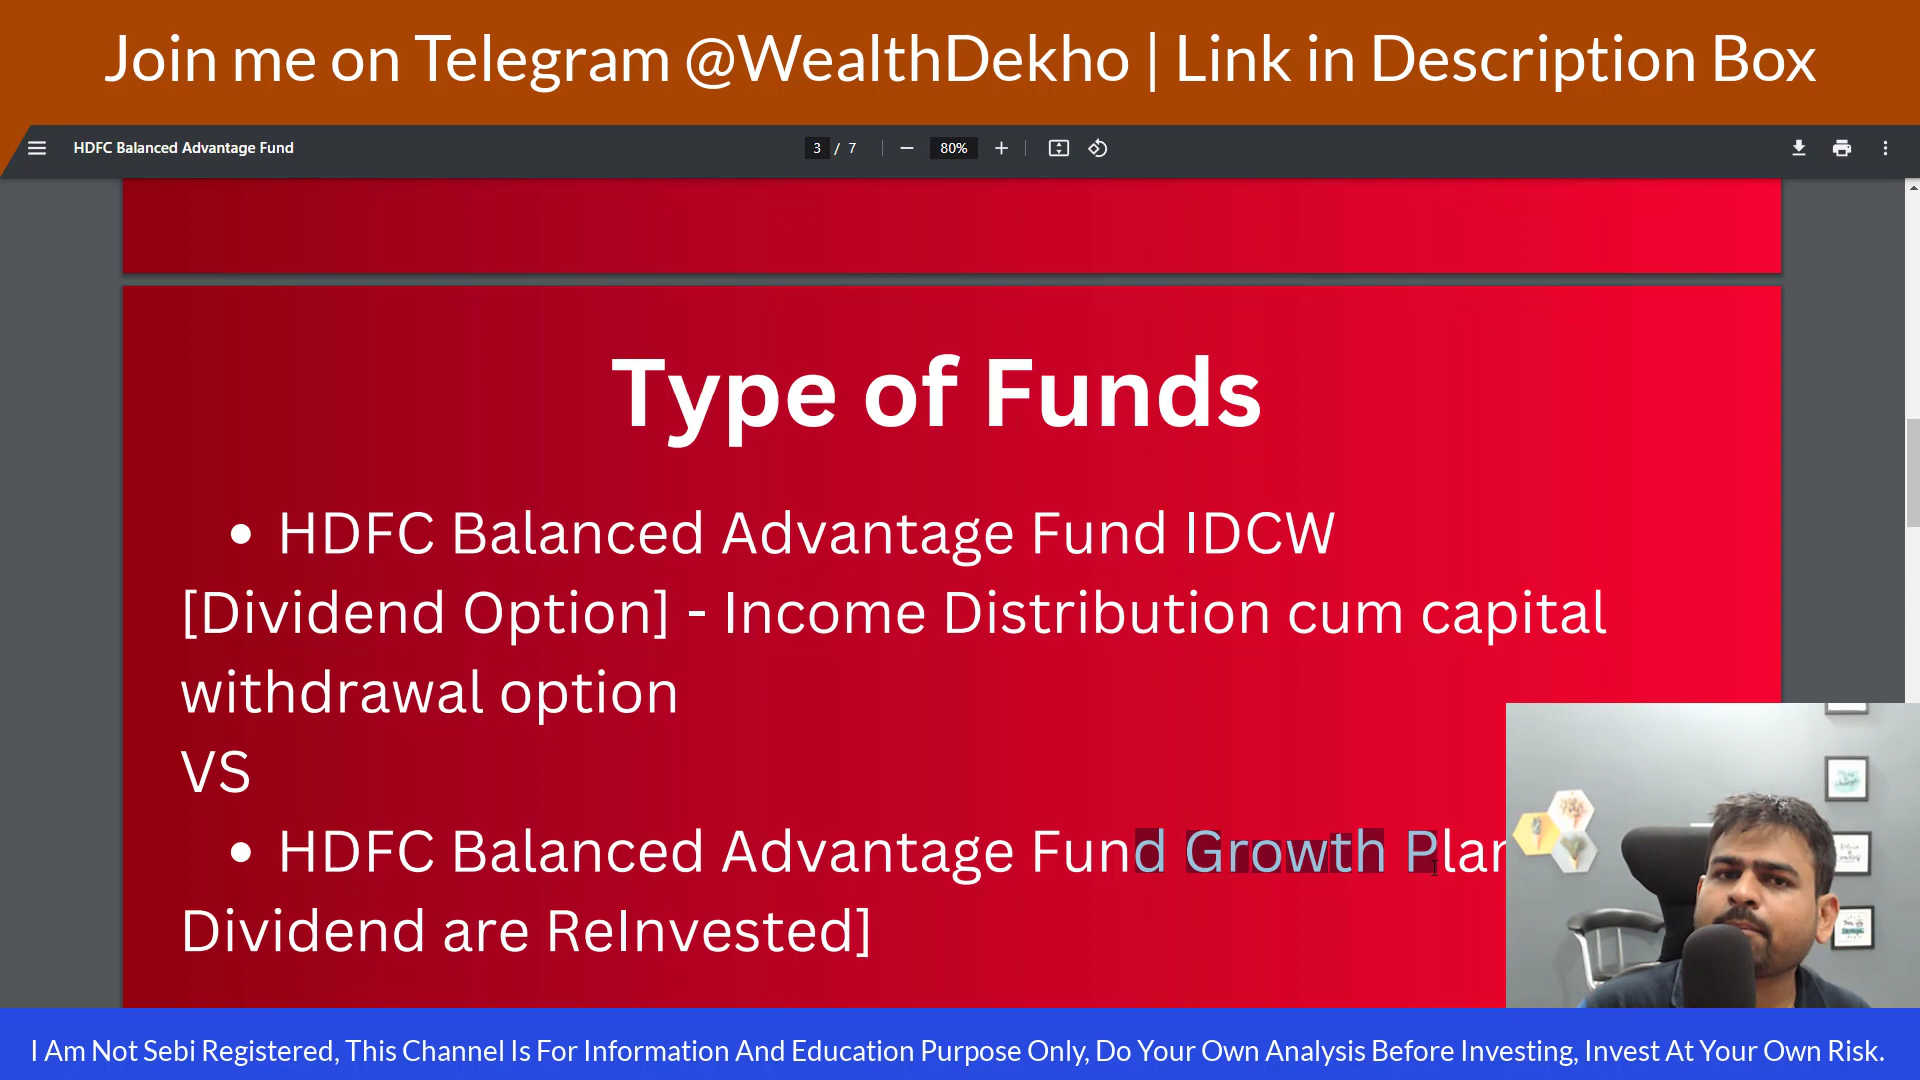 Join me on Telegram @WealthDekho | Link in Description Box
HDFC Balanced Advantage Fund
3 / 7
80%
Type of Funds
• HDFC Balanced Advantage Fund IDCW
[Dividend Option] - Income Distribution cum capital
withdrawal option
VS
• HDFC Balanced Advantage Fund Growth
Dividend are ReInvested]
I Am Not Sebi Registered, This Channel Is For Information And Education Purpose Only, Do Your Own Analysis Before Investing, Invest At Your Own Risk.